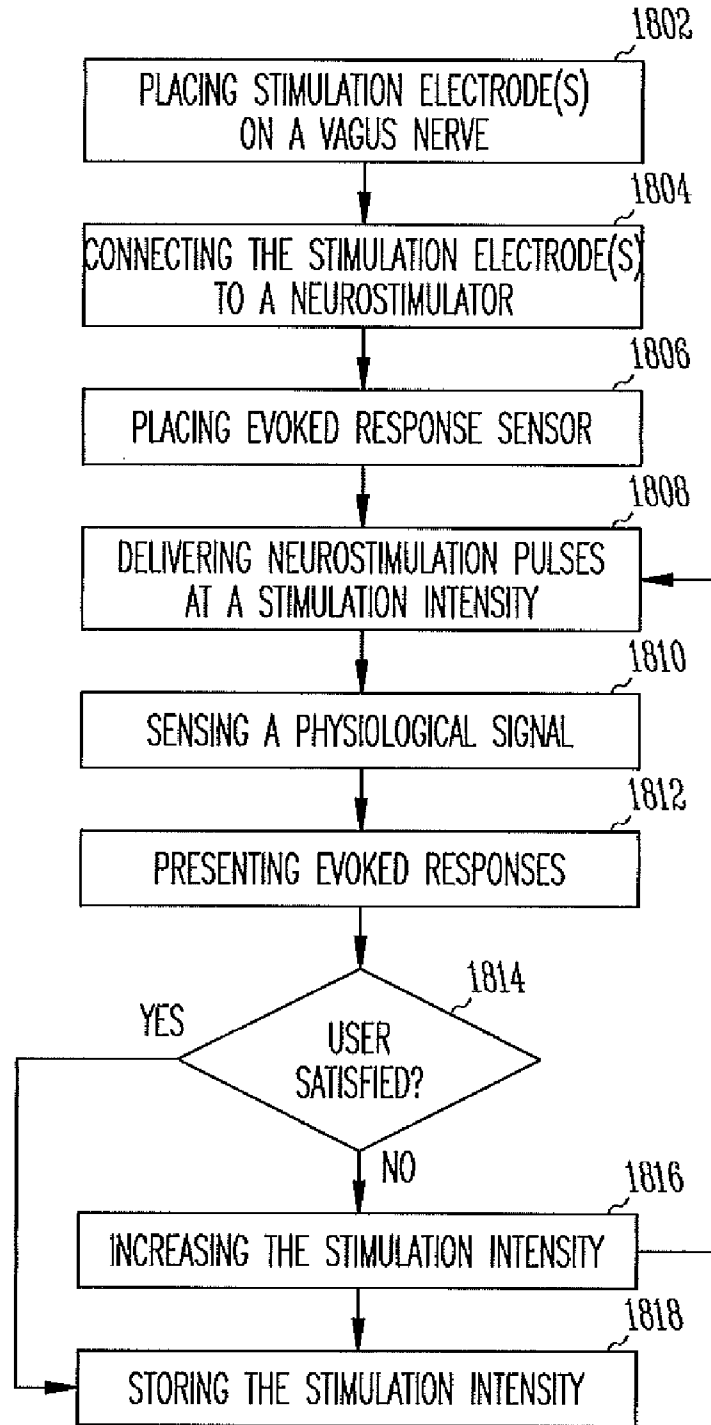 1802
PLACING STIMULATION ELECTRODE(S)
ON A VAGUS NERVE
1804
CONNECTING THE STIMULATION ELECTRODE(S)
TO A NEUROSTIMULATOR
1806
PLACING EVOKED RESPONSE SENSOR
1808
DELIVERING NEUROSTIMULATION PULSES
AT A STIMULATION INTENSITY
1810
SENSING A PHYSIOLOGICAL SIGNAL
1812
PRESENTING EVOKED RESPONSES
1814
YES
USER
SATISFIED?
NO
1816
INCREASING THE STIMULATION INTENSITY
1818
STORING THE STIMULATION INTENSITY